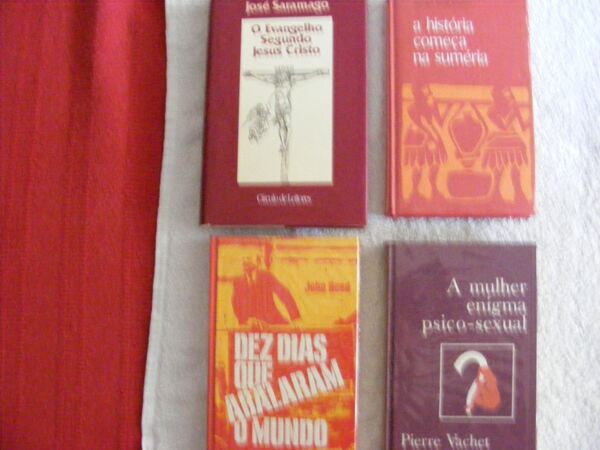 José Saramago
O Evangelho
Segundo
Jesus Cristo
Círculo de Leitores
a história
começa
na suméria
John Reed
DEZ DIAS
QUE
ABALARAM
O MUNDO
A mulher
enigma
psico-sexual
Pierre Vachet